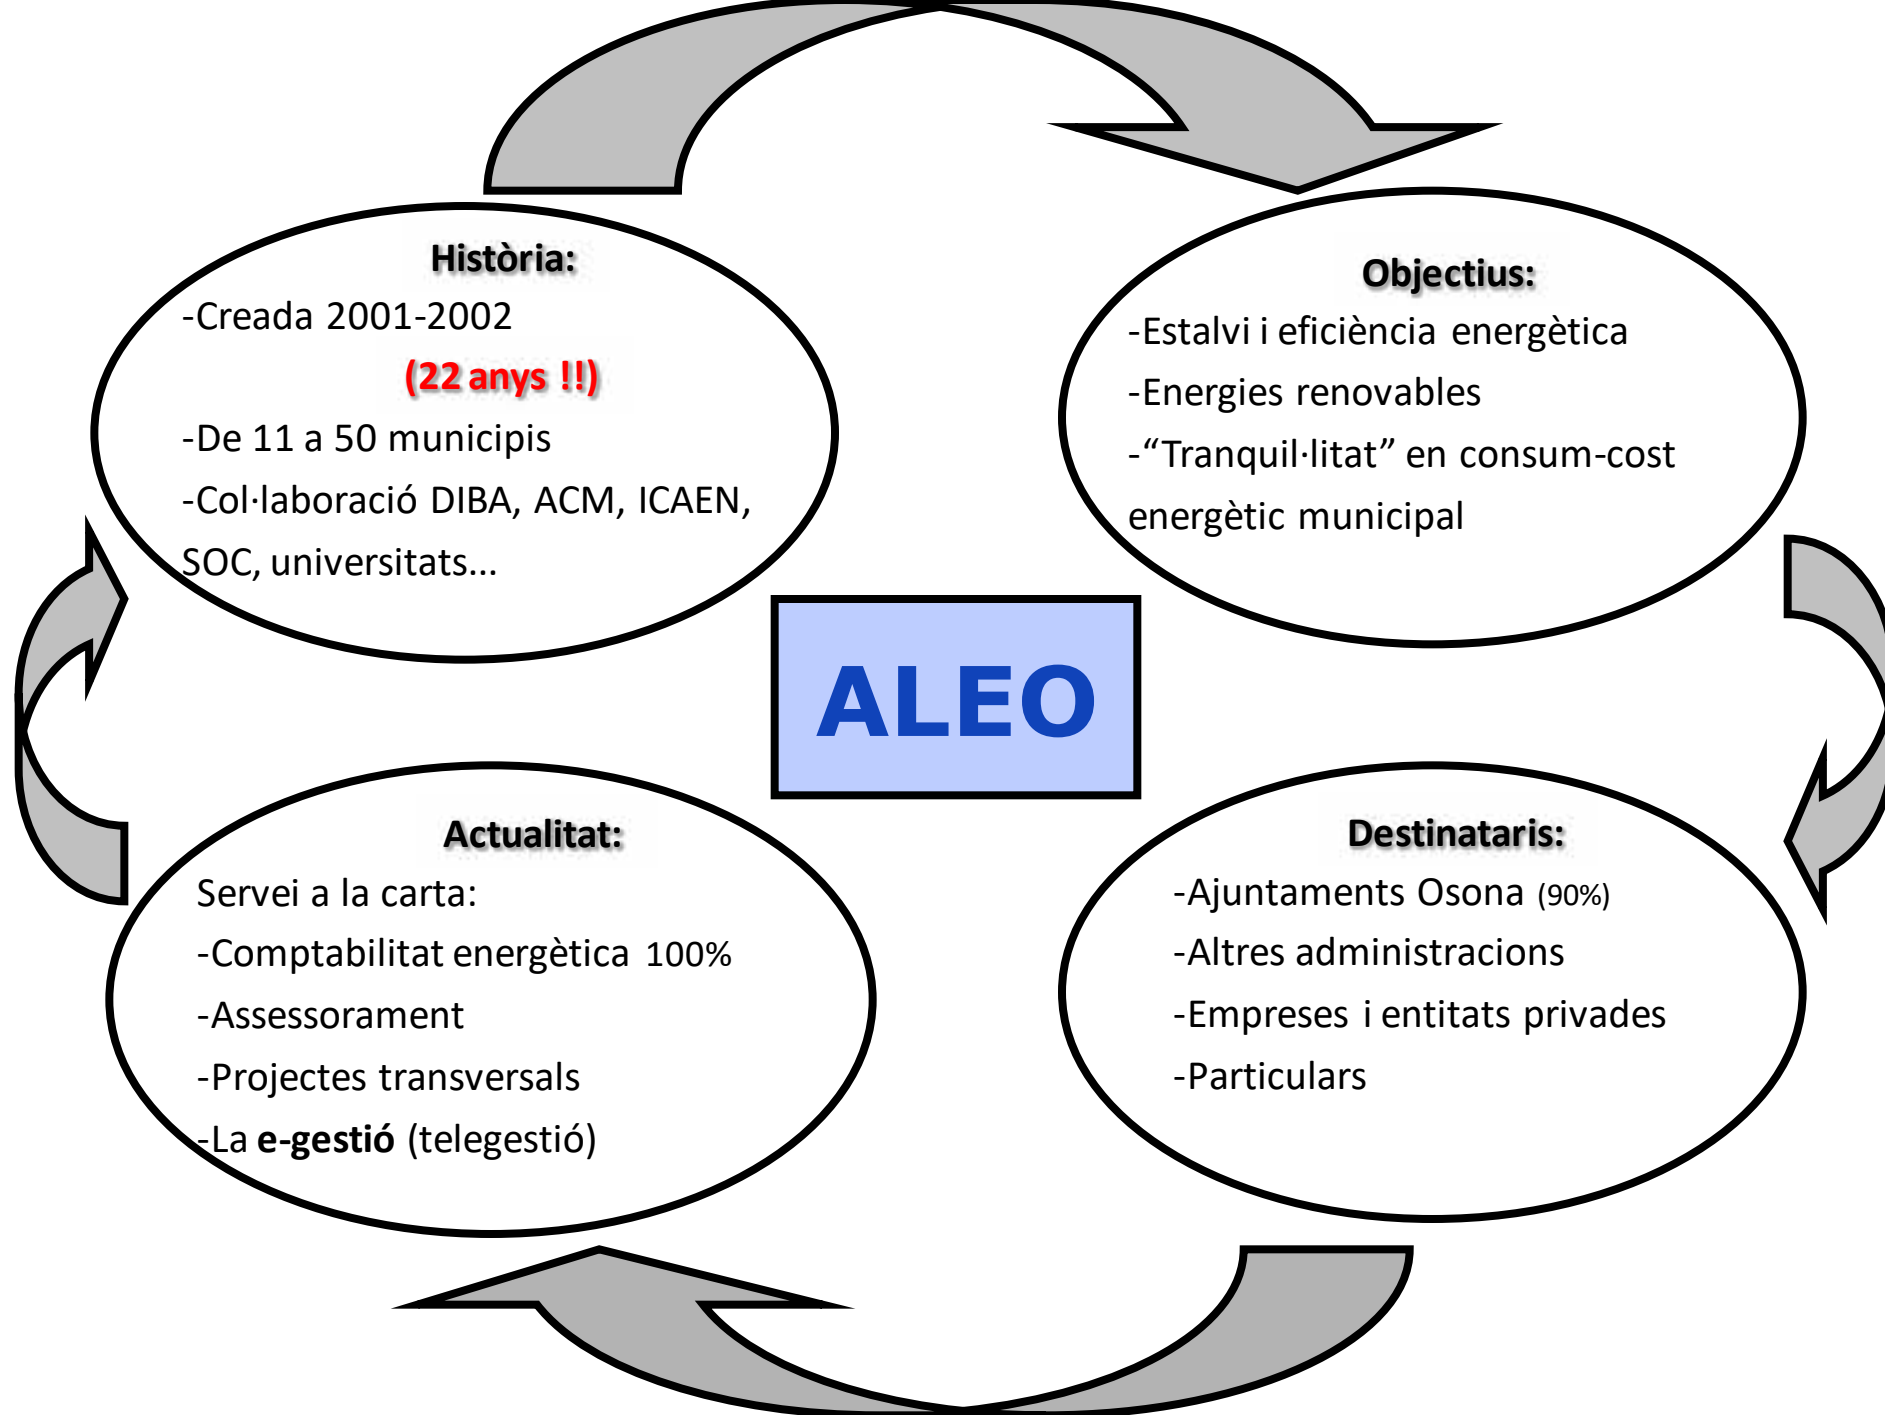 Història:
-Creada 2001-2002
(22 anys !!)
-De 11 a 50 municipis
-Col·laboració DIBA, ACM, ICAEN,
SOC, universitats...
Objectius:
-Estalvi i eficiència energètica
-Energies renovables
-“Tranquil·litat” en consum-cost
energètic municipal
ALEO
Actualitat:
Servei a la carta:
-Comptabilitat energètica 100%
-Assessorament
-Projectes transversals
-La e-gestió (telegestió)
Destinataris:
-Ajuntaments Osona (90%)
-Altres administracions
-Empreses i entitats privades
-Particulars